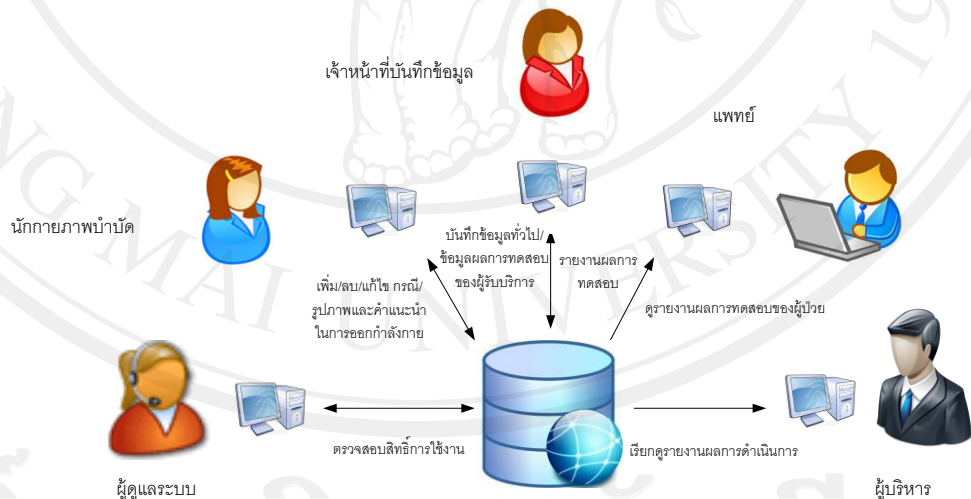 เจ้าหน้าที่บันทึกข้อมูล
แพทย์
นักกายภาพบำบัด
บันทึกข้อมูลทั่วไป/
ข้อมูลผลการทดสอบ
ของผู้รับบริการ
รายงานผลการ
ทดสอบ
เพิ่ม/ลบ/แก้ไข กรณี/
รูปภาพและคำแนะนำ
ในการออกกำลังกาย
ดูรายงานผลการทดสอบของผู้ป่วย
ตรวจสอบสิทธิ์การใช้งาน
เรียกดูรายงานผลการดำเนินการ
ผู้ดูแลระบบ
ผู้บริหาร
NG MAI UNIVERSITY 19